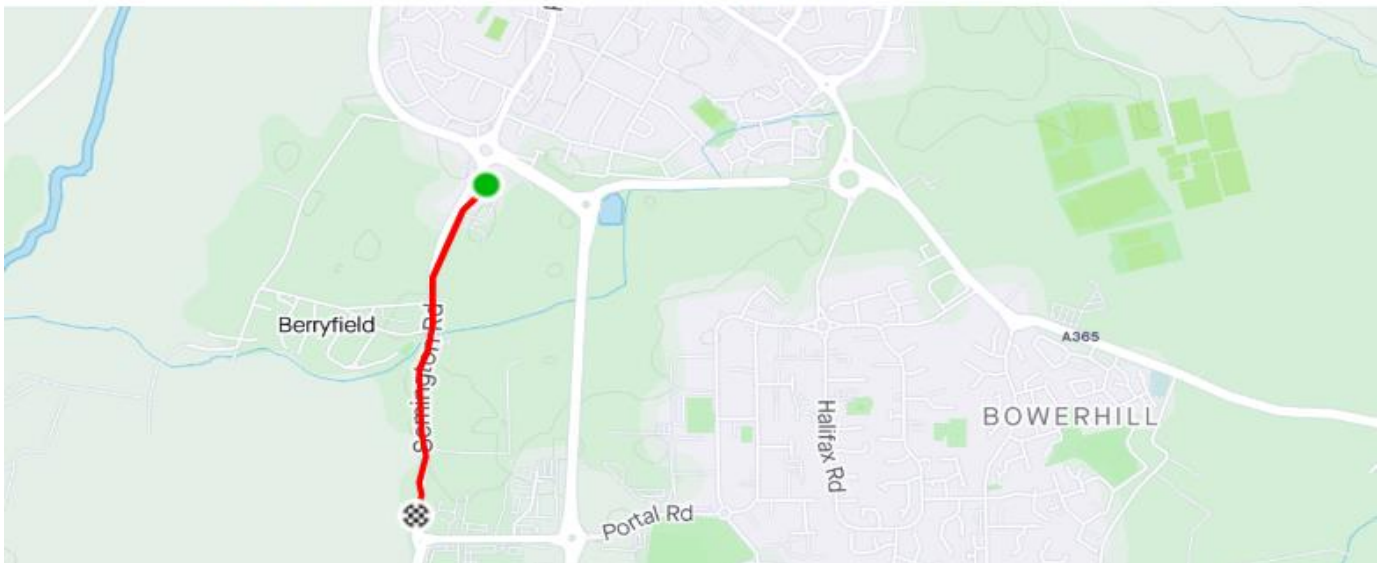 Berryfield
Semington Rd
A365
BOWERHILL
Halifax Rd
Portal Rd